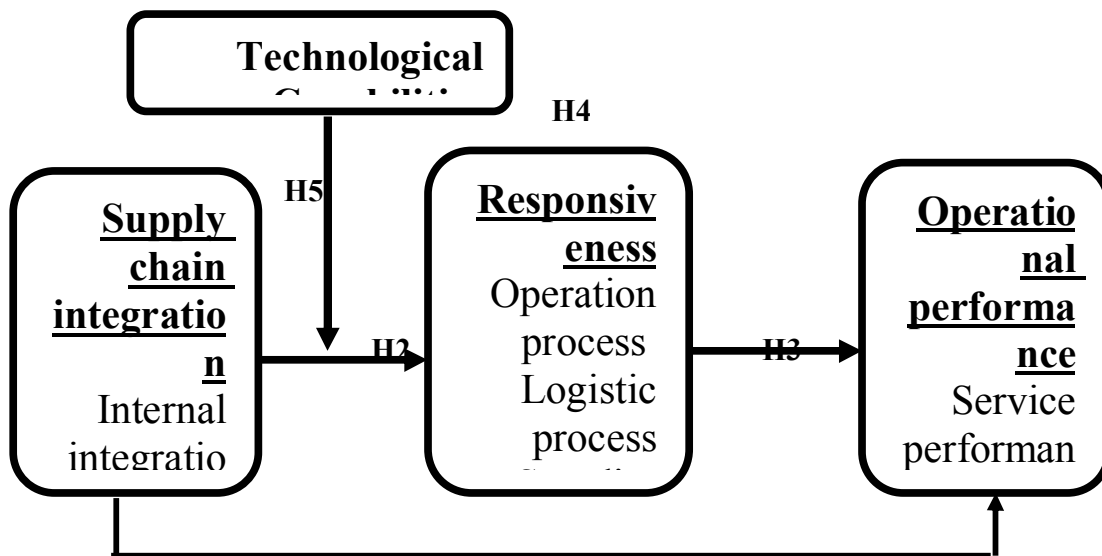 Technological
H4
H5
Supply
chain
integratio
n
Internal
integratio
H2
Responsiv
eness
Operation
process
Logistic
process
H3
Operatio
nal
performa
nce
Service
performan